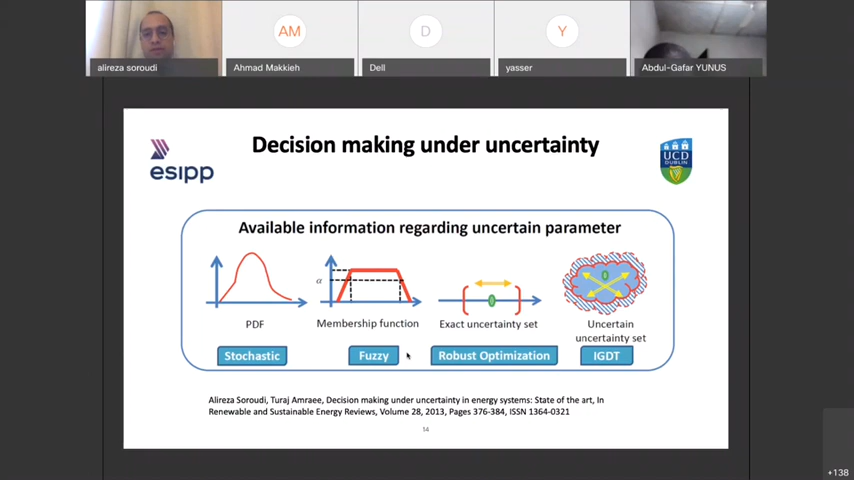 AM
D
Y
alireza soroudi
Ahmad Makkieh
Dell
yasser
Abdul-Gafar YUNUS
Decision making under uncertainty
esipp
UCD
DUBLIN
Available information regarding uncertain parameter
α
0
0
PDF
Membership function
Exact uncertainty set
Uncertain
uncertainty set
Stochastic
Fuzzy
Robust Optimization
IGDT
Alireza Soroudi, Turaj Amraee, Decision making under uncertainty in energy systems: State of the art, In
Renewable and Sustainable Energy Reviews, Volume 28, 2013, Pages 376-384, ISSN 1364-0321
14
+138